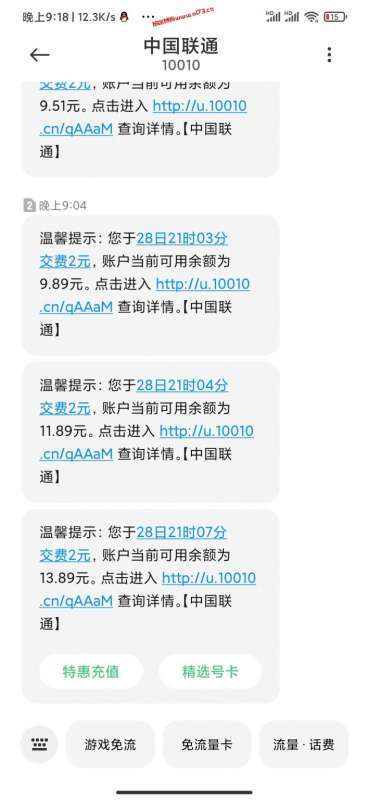 晚上9:18 | 12.3K/s
中国联通
10010
交费2元，账户当前可用余额为
9.51元。点击进入 http://u.10010
.cn/qAAaM 查询详情。【中国联
通】
2 晚上9:04
温馨提示：您于28日21时03分
交费2元，账户当前可用余额为
9.89元。点击进入 http://u.10010
.cn/qAAaM 查询详情。【中国联
通】
温馨提示：您于28日21时04分
交费2元，账户当前可用余额为
11.89元。点击进入 http://u.10010
.cn/qAAaM 查询详情。【中国联
通】
温馨提示：您于28日21时07分
交费2元，账户当前可用余额为
13.89元。点击进入 http://u.10010
.cn/qAAaM 查询详情。【中国联
通】
特惠充值 精选号卡
游戏免流 免流量卡 流量·话费